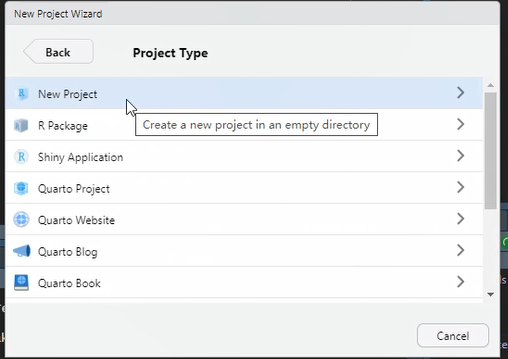 New Project Wizard
Back
Project Type
New Project
Create a new project in an empty directory
R Package
Shiny Application
Quarto Project
Quarto Website
Quarto Blog
Quarto Book
Cancel